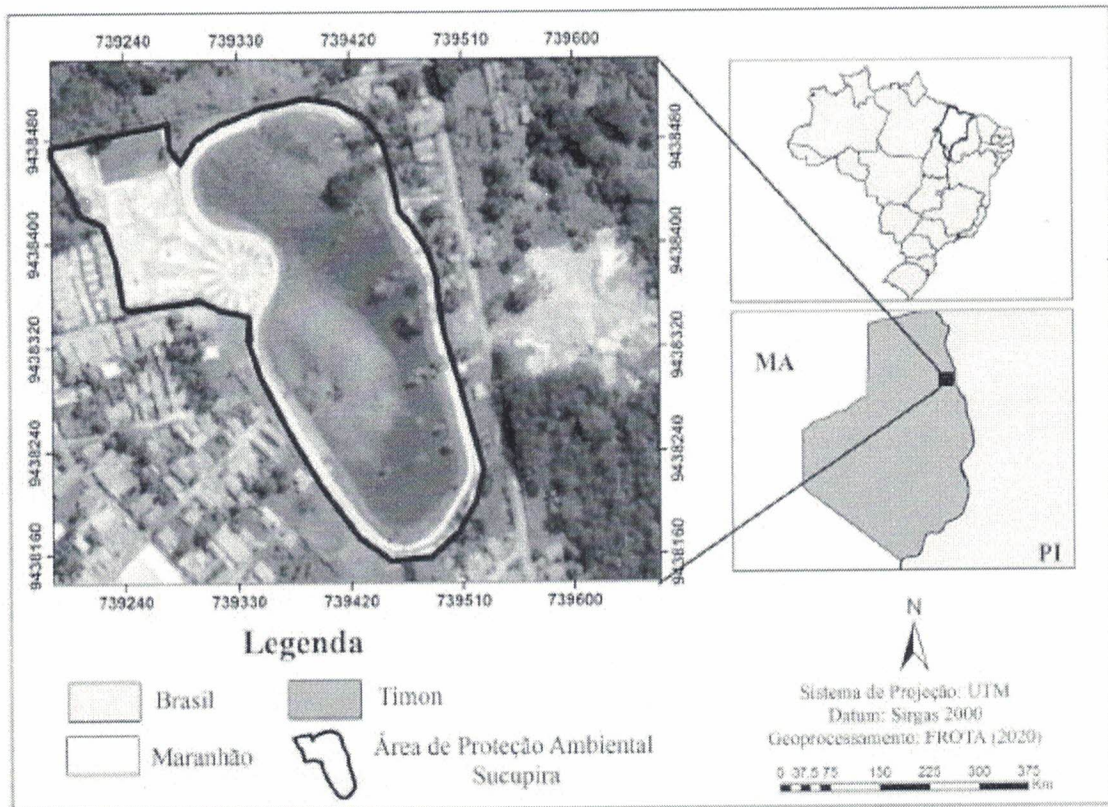 739240 739330 739420 739510 739600
9438480
9438400
9438320
9438240
9438160
9438480
9438400
9438320
9438240
9438160
739240 739330 739420 739510 739600
MA
PI
N
Legenda
Brasil
Timon
Maranhão
Área de Proteção Ambiental
Sucupira
Sistema de Projeção: UTM
Datum: Sirgas 2000
Geoprocessamento: FROTA (2020)
0 37,5 75 150 225 300 375
Km